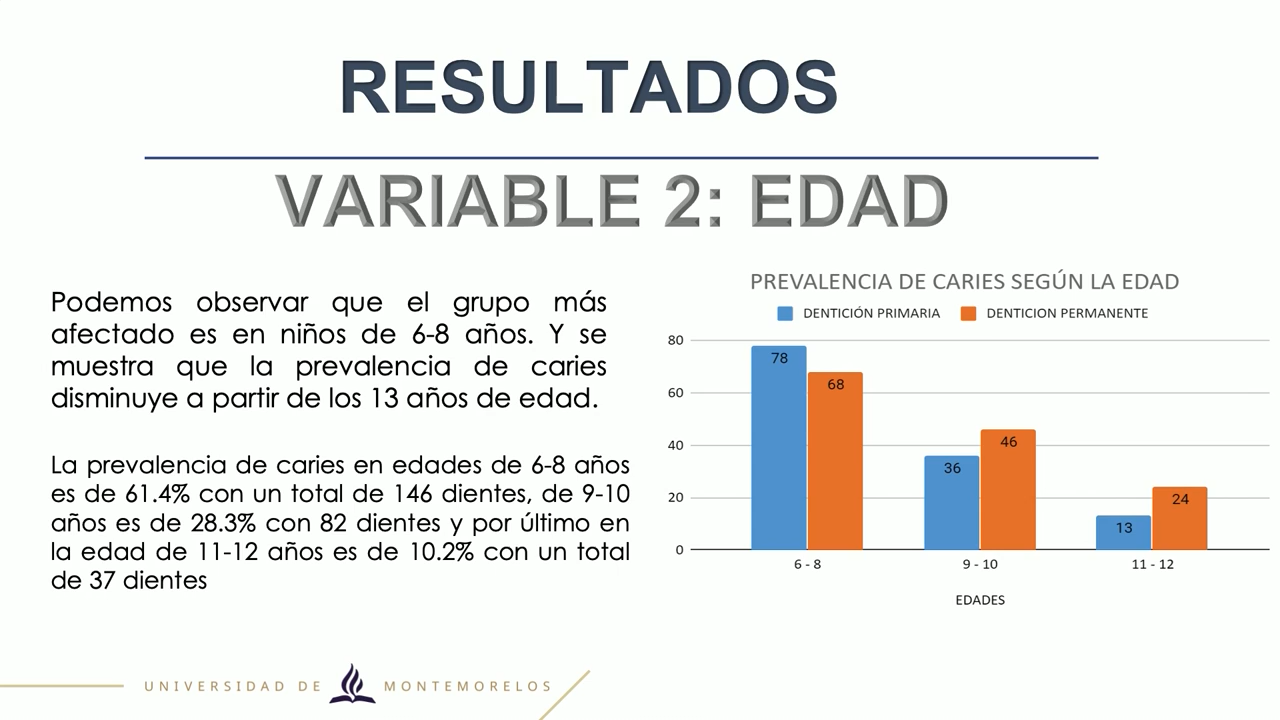 RESULTADOS
VARIABLE 2: EDAD
Podemos observar que el grupo más
afectado es en niños de 6-8 años. Y se
muestra que la prevalencia de caries
disminuye a partir de los 13 años de edad.
La prevalencia de caries en edades de 6-8 años
es de 61.4% con un total de 146 dientes, de 9-10
años es de 28.3% con 82 dientes y por último en
la edad de 11-12 años es de 10.2% con un total
de 37 dientes
PREVALENCIA DE CARIES SEGÚN LA EDAD
DENTICIÓN PRIMARIA DENTICION PERMANENTE
80
78
68
60
46
40
36
24
20
13
0
6 - 8 9 - 10 11 - 12
EDADES
UNIVERSIDAD DE MONTEMORELOS